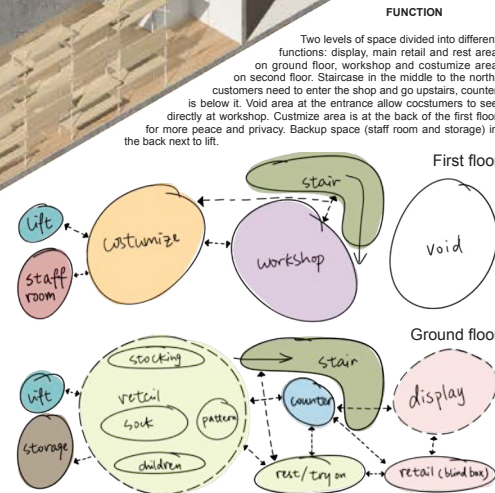 FUNCTION
Two levels of space divided into different
functions: display, main retail and rest area
on ground floor, workshop and costumize area
on second floor. Staircase in the middle to the north,
customers need to enter the shop and go upstairs, counter
is below it. Void area at the entrance allow cocstumers to see
directly at workshop. Custmize area is at the back of the first floor
for more peace and privacy. Backup space (staff room and storage) in
the back next to lift.
First floor
stair
lift
costumize
workshop
void
staff
room
Ground floor
stocking
stair
lift
retail
counter
display
sock
pattern
storage
children
rest/try on
retail (blind box)